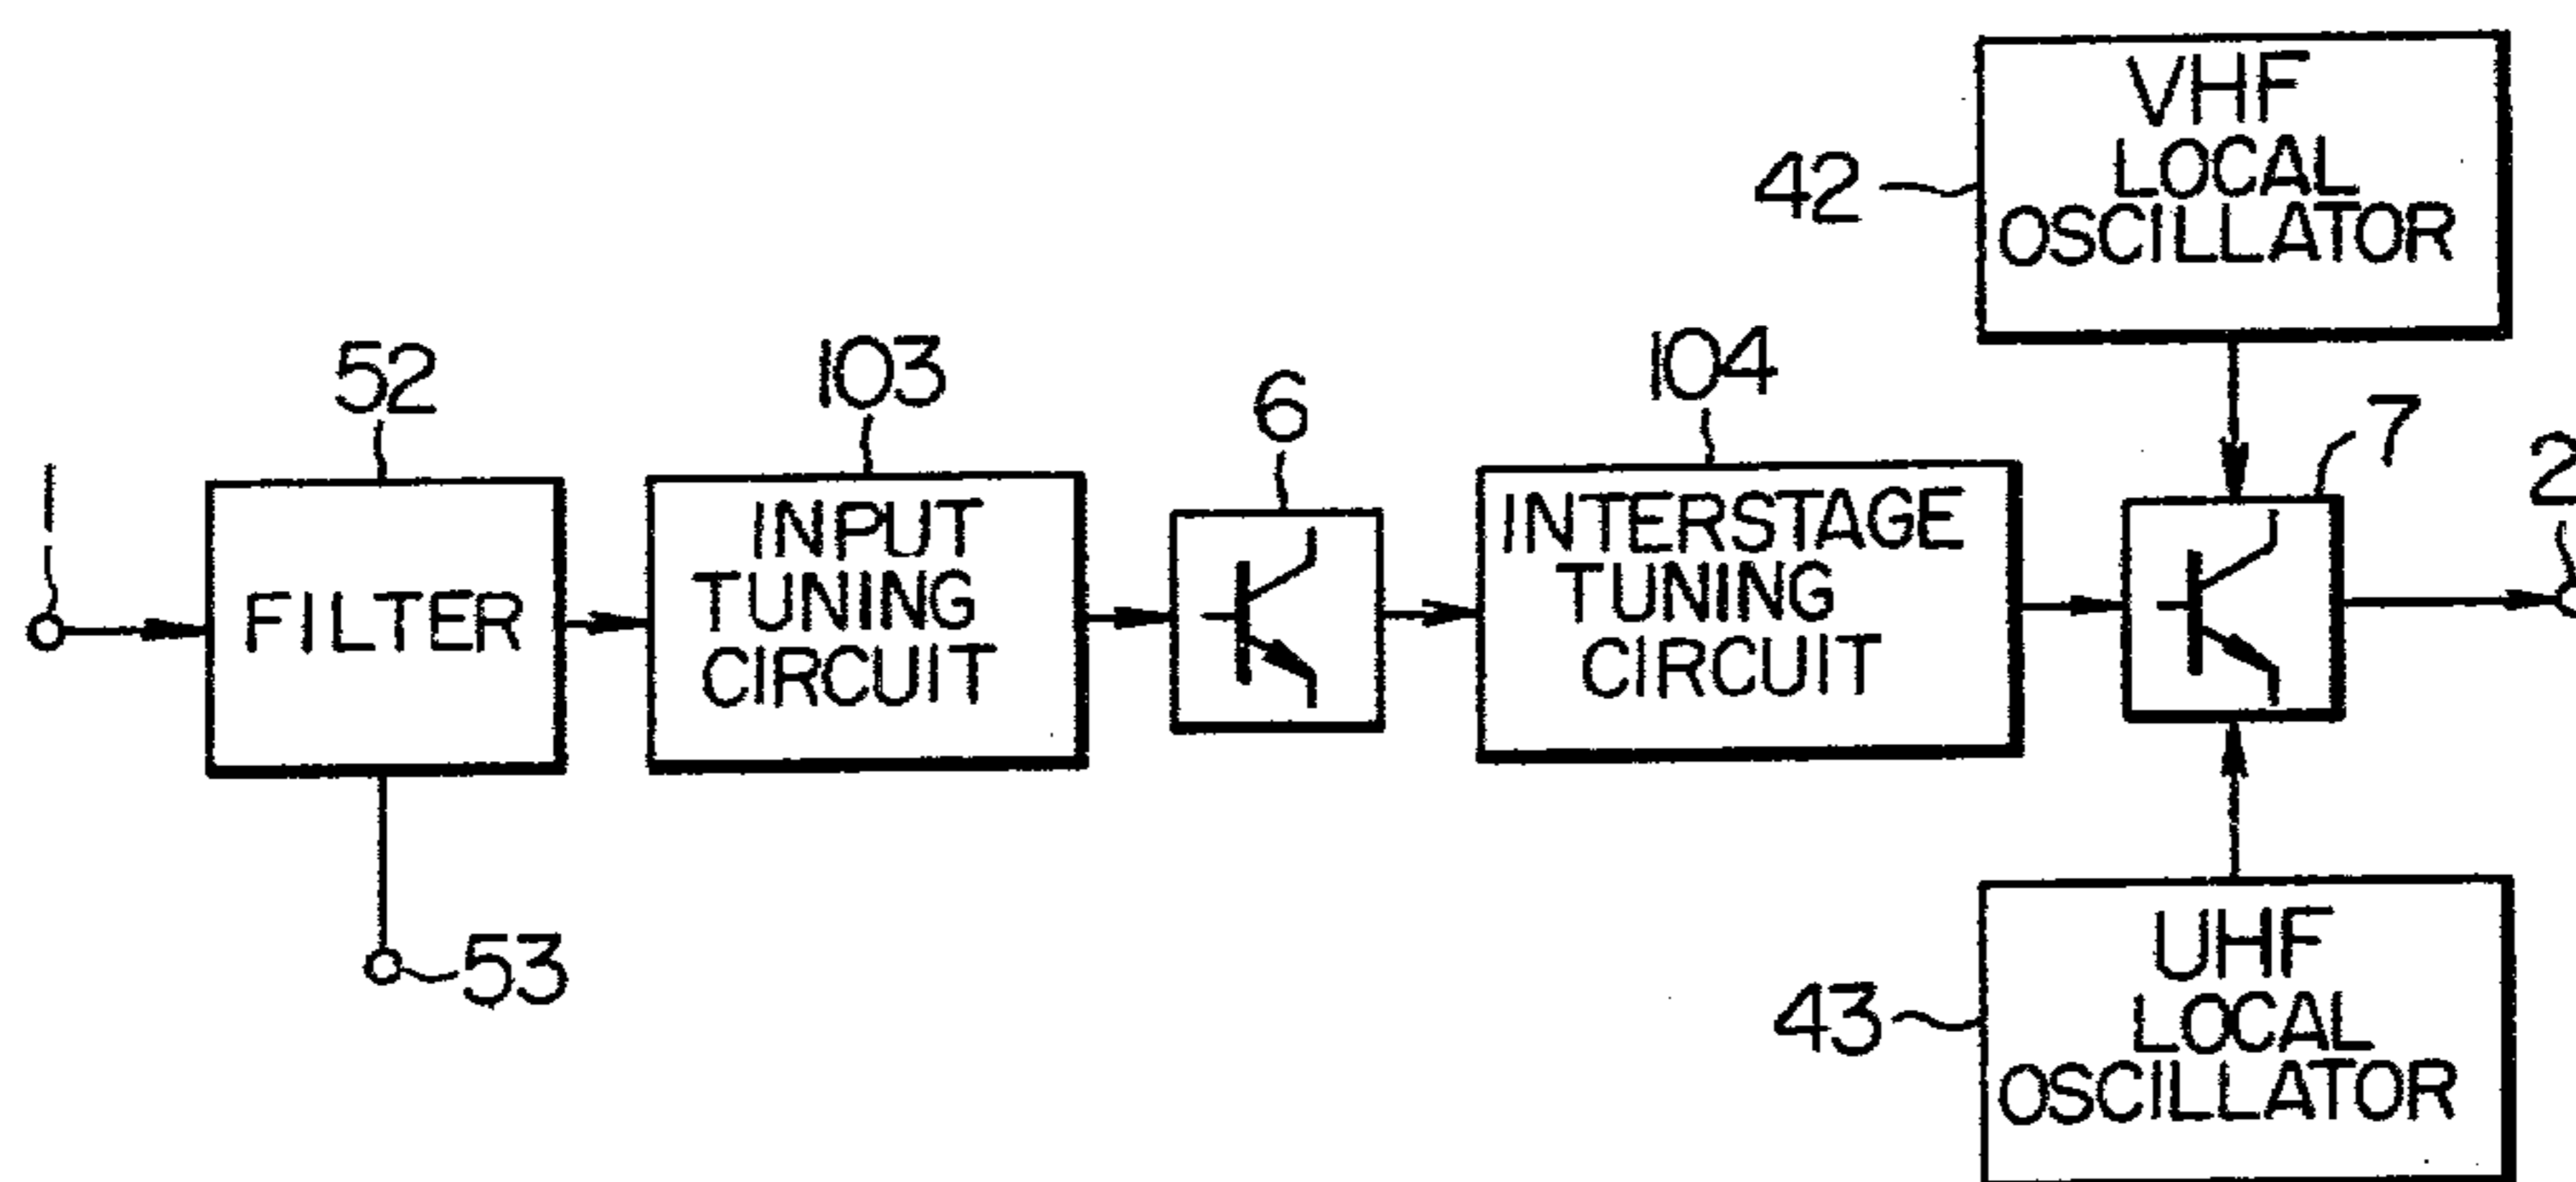 VHF
LOCAL
OSCILLATOR
42
52
103
6
104
7
2
1
FILTER
INPUT
TUNING
CIRCUIT
INTERSTAGE
TUNING
CIRCUIT
53
43
UHF
LOCAL
OSCILLATOR